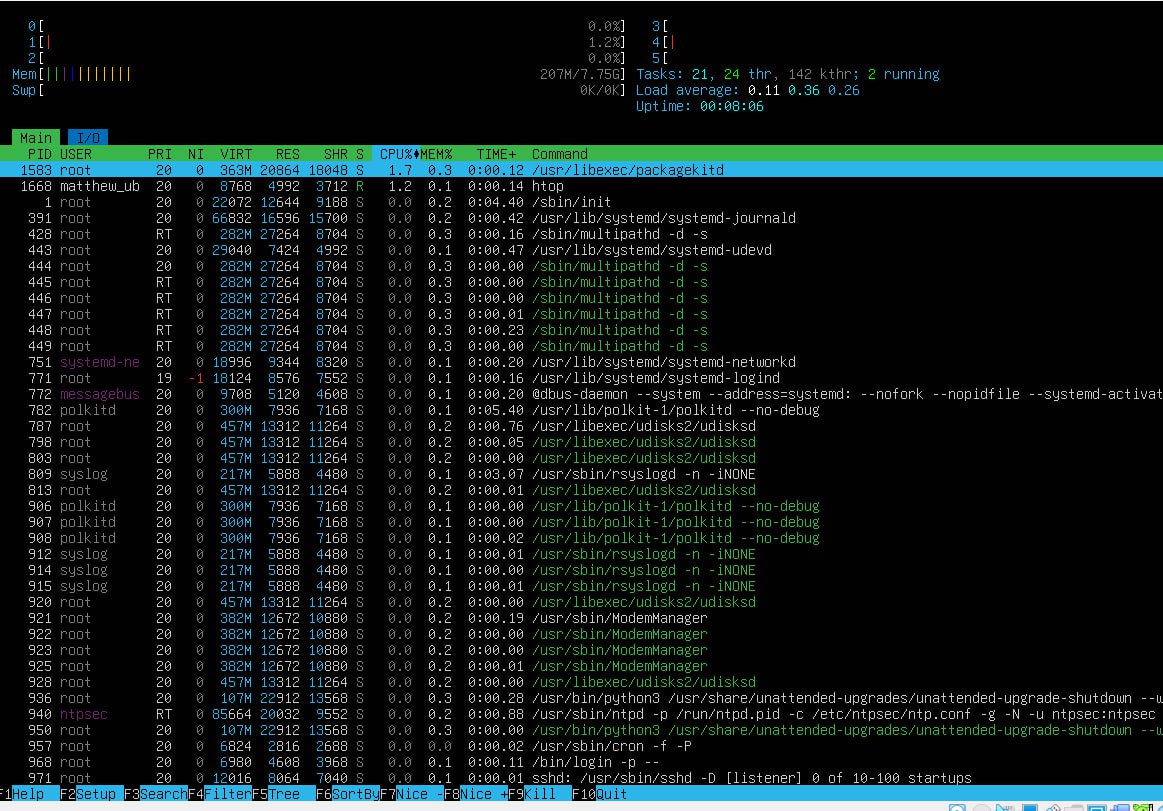 0[ 0.0%] 3[
1[| 1.2%] 4[|
2[ 0.0%] 5[
Mem[||||||||||| 207M/7.75G] Tasks: 21, 24 thr, 142 kthr; 2 running
Swp[ 0K/0K] Load average: 0.11 0.36 0.26
Uptime: 00:08:06
Main I/O
PID USER PRI NI VIRT RES SHR S CPU%♦MEM% TIME+ Command
1583 root 20 0 363M 20864 18048 S 1.7 0.3 0:00.12 /usr/libexec/packagekitd
1668 matthew_ub 20 0 8768 4992 3712 R 1.2 0.1 0:00.14 htop
1 root 20 0 22072 12644 9188 S 0.0 0.2 0:04.40 /sbin/init
391 root 20 0 66832 16596 15700 S 0.0 0.2 0:00.42 /usr/lib/systemd/systemd-journald
428 root RT 0 282M 27264 8704 S 0.0 0.3 0:00.16 /sbin/multipathd -d -s
443 root 20 0 29040 7424 4992 S 0.0 0.1 0:00.47 /usr/lib/systemd/systemd-udevd
444 root 20 0 282M 27264 8704 S 0.0 0.3 0:00.00 /sbin/multipathd -d -s
445 root RT 0 282M 27264 8704 S 0.0 0.3 0:00.00 /sbin/multipathd -d -s
446 root RT 0 282M 27264 8704 S 0.0 0.3 0:00.00 /sbin/multipathd -d -s
447 root RT 0 282M 27264 8704 S 0.0 0.3 0:00.01 /sbin/multipathd -d -s
448 root RT 0 282M 27264 8704 S 0.0 0.3 0:00.23 /sbin/multipathd -d -s
449 root RT 0 282M 27264 8704 S 0.0 0.3 0:00.00 /sbin/multipathd -d -s
751 systemd-ne 20 0 18996 9344 8320 S 0.0 0.1 0:00.20 /usr/lib/systemd/systemd-networkd
771 root 19 -1 18124 8576 7552 S 0.0 0.1 0:00.16 /usr/lib/systemd/systemd-logind
772 messagebus 20 0 9708 5120 4608 S 0.0 0.1 0:00.20 @dbus-daemon --system --address=systemd: --nofork --nopidfile --systemd-activat
782 polkitd 20 0 300M 7936 7168 S 0.0 0.1 0:05.40 /usr/lib/polkit-1/polkitd --no-debug
787 root 20 0 457M 13312 11264 S 0.0 0.2 0:00.76 /usr/libexec/udisks2/udisksd
798 root 20 0 457M 13312 11264 S 0.0 0.2 0:00.05 /usr/libexec/udisks2/udisksd
803 root 20 0 457M 13312 11264 S 0.0 0.2 0:00.00 /usr/libexec/udisks2/udisksd
809 syslog 20 0 217M 5888 4480 S 0.0 0.1 0:03.07 /usr/sbin/rsyslogd -n -iNONE
813 root 20 0 457M 13312 11264 S 0.0 0.2 0:00.01 /usr/libexec/udisks2/udisksd
906 polkitd 20 0 300M 7936 7168 S 0.0 0.1 0:00.00 /usr/lib/polkit-1/polkitd --no-debug
907 polkitd 20 0 300M 7936 7168 S 0.0 0.1 0:00.00 /usr/lib/polkit-1/polkitd --no-debug
908 polkitd 20 0 300M 7936 7168 S 0.0 0.1 0:00.02 /usr/lib/polkit-1/polkitd --no-debug
912 syslog 20 0 217M 5888 4480 S 0.0 0.1 0:00.01 /usr/sbin/rsyslogd -n -iNONE
914 syslog 20 0 217M 5888 4480 S 0.0 0.1 0:00.00 /usr/sbin/rsyslogd -n -iNONE
915 syslog 20 0 217M 5888 4480 S 0.0 0.1 0:00.01 /usr/sbin/rsyslogd -n -iNONE
920 root 20 0 457M 13312 11264 S 0.0 0.2 0:00.00 /usr/libexec/udisks2/udisksd
921 root 20 0 382M 12672 10880 S 0.0 0.2 0:00.19 /usr/sbin/ModemManager
922 root 20 0 382M 12672 10880 S 0.0 0.2 0:00.00 /usr/sbin/ModemManager
923 root 20 0 382M 12672 10880 S 0.0 0.2 0:00.00 /usr/sbin/ModemManager
925 root 20 0 382M 12672 10880 S 0.0 0.2 0:00.01 /usr/sbin/ModemManager
928 root 20 0 457M 13312 11264 S 0.0 0.2 0:00.00 /usr/libexec/udisks2/udisksd
936 root 20 0 107M 22912 13568 S 0.0 0.3 0:00.28 /usr/bin/python3 /usr/share/unattended-upgrades/unattended-upgrade-shutdown --w
940 ntpsec RT 0 85664 20032 9552 S 0.0 0.2 0:00.88 /usr/sbin/ntpd -p /run/ntpd.pid -c /etc/ntpsec/ntp.conf -g -N -u ntpsec:ntpsec
950 root 20 0 107M 22912 13568 S 0.0 0.3 0:00.00 /usr/bin/python3 /usr/share/unattended-upgrades/unattended-upgrade-shutdown --w
957 root 20 0 6824 2816 2688 S 0.0 0.0 0:00.02 /usr/sbin/cron -f -P
968 root 20 0 6980 4608 3968 S 0.0 0.1 0:00.11 /bin/login -p --
971 root 20 0 12016 8064 7040 S 0.0 0.1 0:00.01 sshd: /usr/sbin/sshd -D [listener] 0 of 10-100 startups
F1Help F2Setup F3SearchF4FilterF5Tree F6SortByF7Nice -F8Nice +F9Kill F10Quit